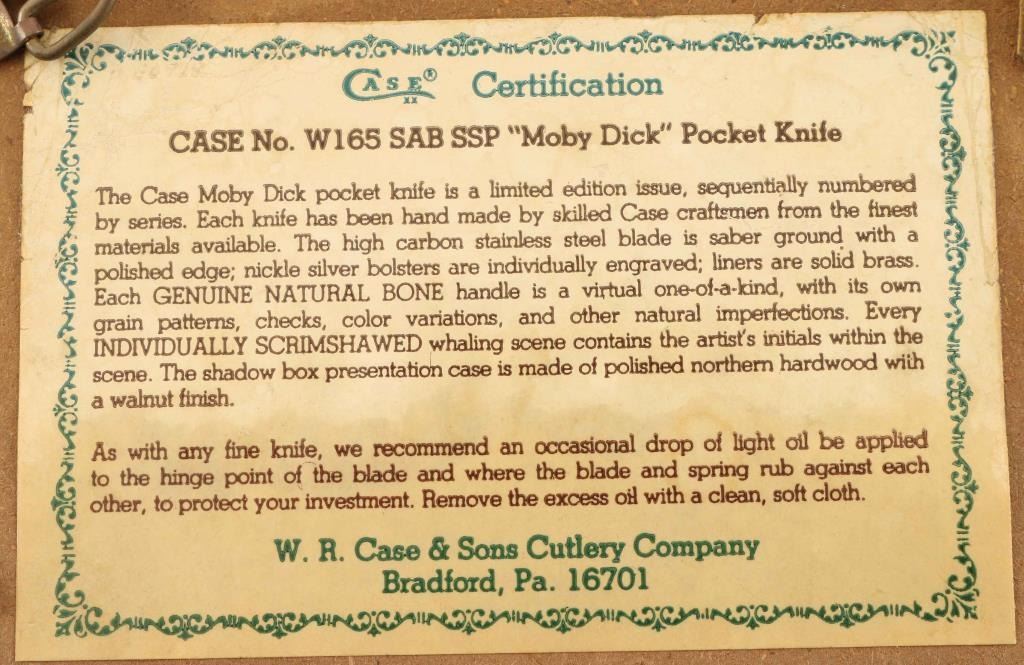 CASE® XX Certification
CASE No. W165 SAB SSP "Moby Dick" Pocket Knife
The Case Moby Dick pocket knife is a limited edition issue, sequentially numbered
by series. Each knife has been hand made by skilled Case craftsmen from the finest
materials available. The high carbon stainless steel blade is saber ground with a
polished edge; nickle silver bolsters are individually engraved; liners are solid brass.
Each GENUINE NATURAL BONE handle is a virtual one-of-a-kind, with its own
grain patterns, checks, color variations, and other natural imperfections. Every
INDIVIDUALLY SCRIMSHAWED whaling scene contains the artist's initials within the
scene. The shadow box presentation case is made of polished northern hardwood with
a walnut finish.
As with any fine knife, we recommend an occasional drop of light oil be applied
to the hinge point of the blade and where the blade and spring rub against each
other, to protect your investment. Remove the excess oil with a clean, soft cloth.
W. R. Case & Sons Cutlery Company
Bradford, Pa. 16701